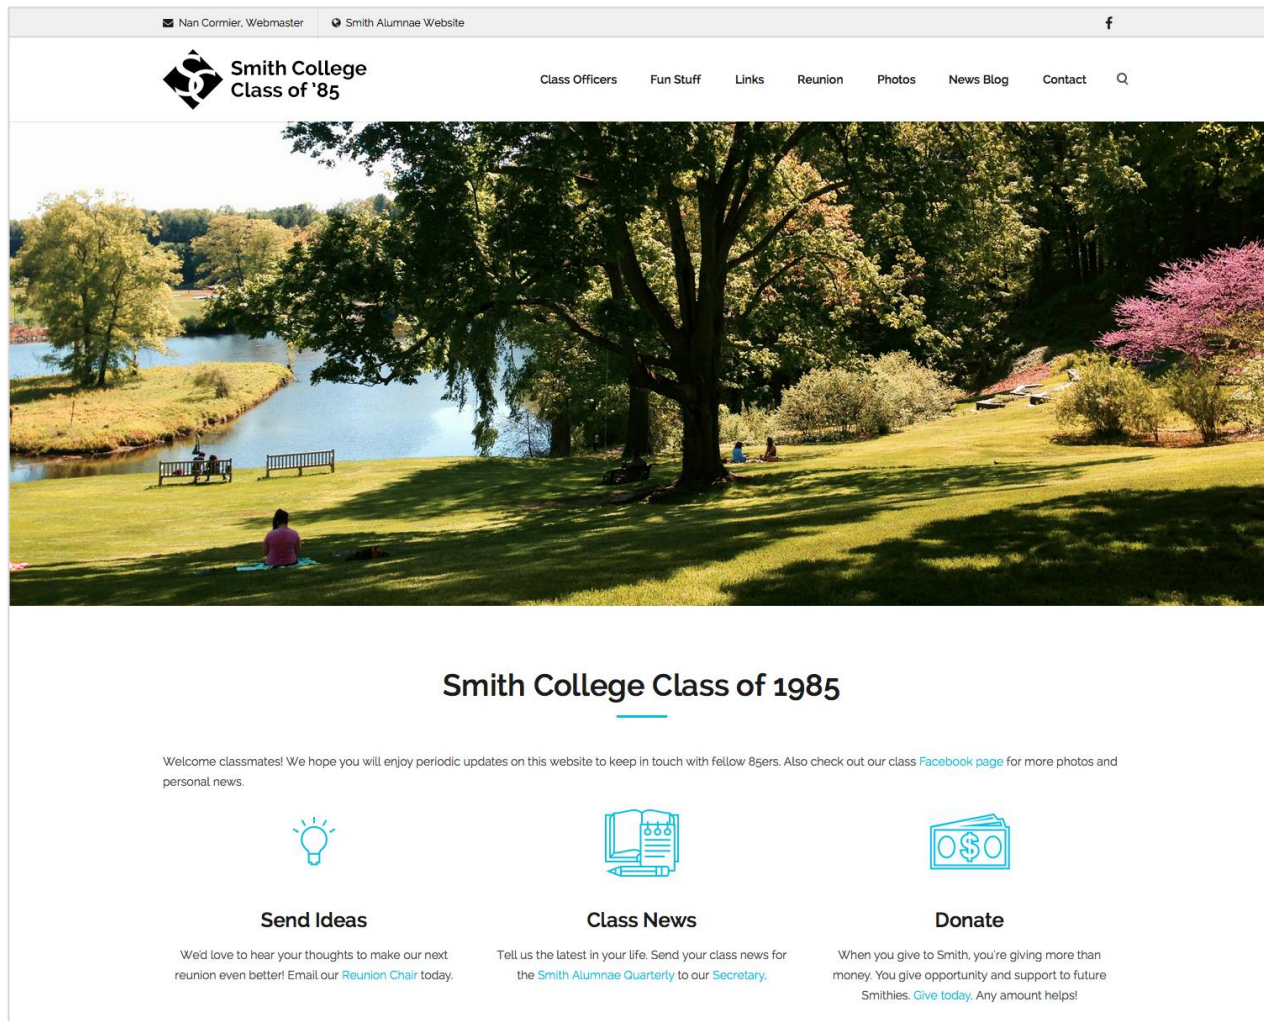 Nan Cormier, Webmaster
Smith Alumnae Website
Smith College
Class of '85
Class Officers
Fun Stuff
Links
Reunion
Photos
News Blog
Contact
Smith College Class of 1985
Welcome classmates! We hope you will enjoy periodic updates on this website to keep in touch with fellow 85ers. Also check out our class Facebook page for more photos and
personal news.
Send Ideas
We'd love to hear your thoughts to make our next
reunion even better! Email our Reunion Chair today.
Class News
Tell us the latest in your life. Send your class news for
the Smith Alumnae Quarterly to our Secretary.
Donate
When you give to Smith, you're giving more than
money. You give opportunity and support to future
Smithies. Give today. Any amount helps!